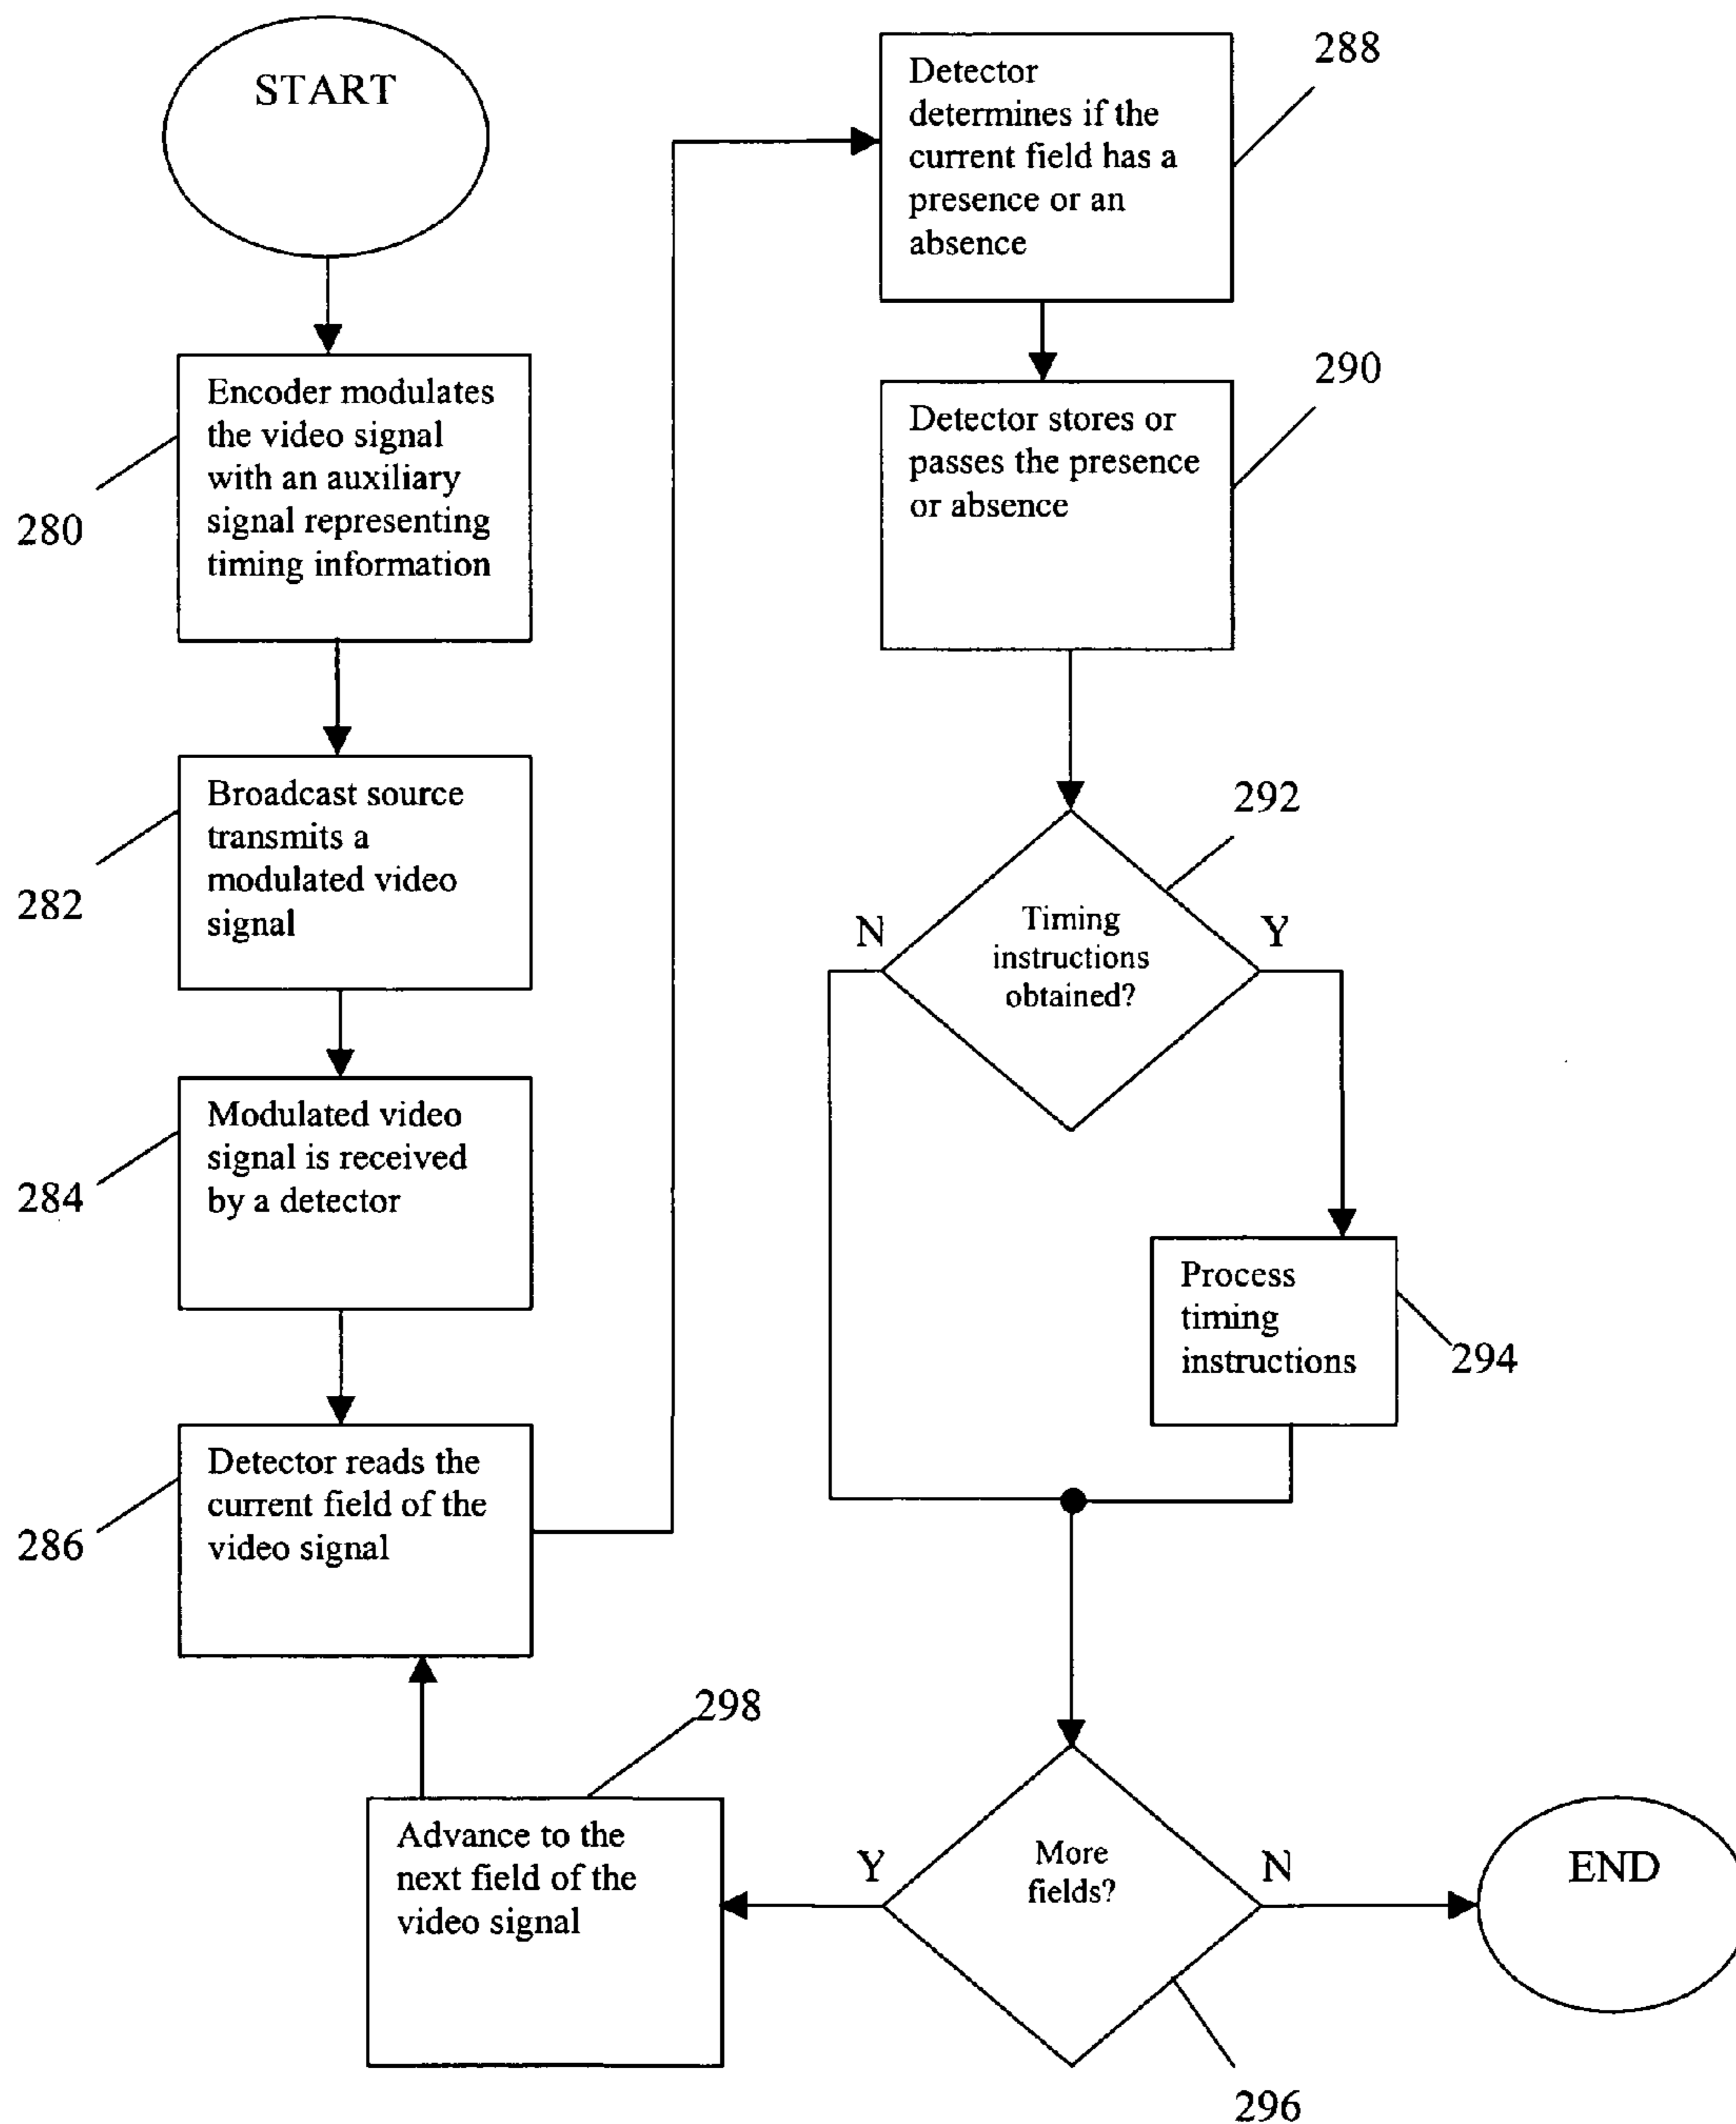 START
Encoder modulates
the video signal
with an auxiliary
signal representing
timing information
280
Broadcast source
transmits a
modulated video
signal
282
Modulated video
signal is received
by a detector
284
Detector reads the
current field of the
video signal
286
Detector
determines if the
current field has a
presence or an
absence
288
Detector stores or
passes the presence
or absence
290
292
N
Timing
instructions
obtained?
Y
Process
timing
instructions
294
More
fields?
Y
N
296
298
Advance to the
next field of the
video signal
END